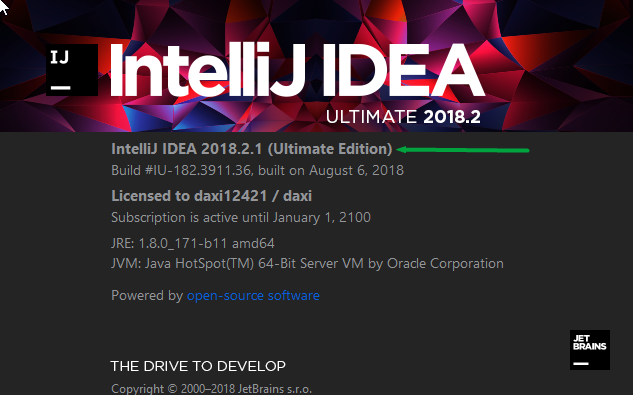 IJ
IntelliJ IDEA
ULTIMATE 2018.2
IntelliJ IDEA 2018.2.1 (Ultimate Edition)
Build #IU-182.3911.36, built on August 6, 2018
Licensed to daxi12421 / daxi
Subscription is active until January 1, 2100
JRE: 1.8.0_171-b11 amd64
JVM: Java HotSpot(TM) 64-Bit Server VM by Oracle Corporation
Powered by open-source software
JET
BRAINS
THE DRIVE TO DEVELOP
Copyright © 2000–2018 JetBrains s.r.o.